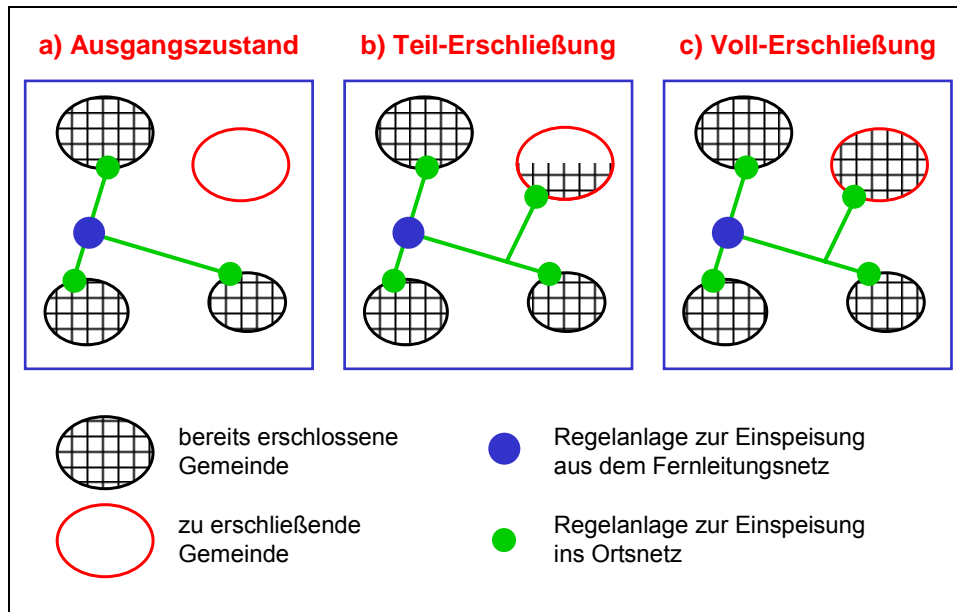 a) Ausgangszustand
b) Teil-Erschließung
c) Voll-Erschließung
bereits erschlossene
Gemeinde
Regelanlage zur Einspeisung
aus dem Fernleitungsnetz
zu erschließende
Gemeinde
Regelanlage zur Einspeisung
ins Ortsnetz